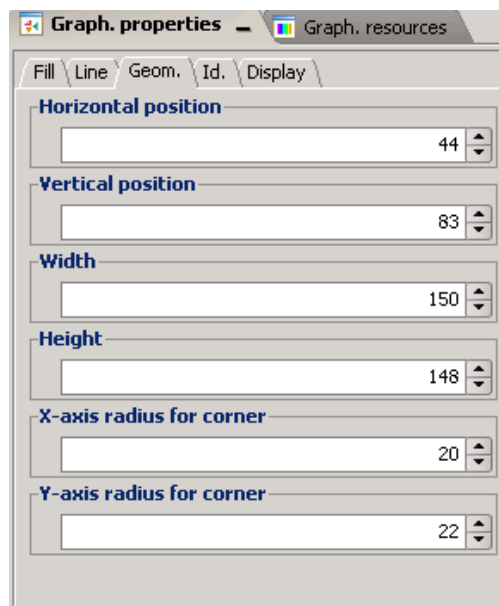 Graph. properties Graph. resources
Fill Line Geom. Id. Display
Horizontal position
44
Vertical position
83
Width
150
Height
148
X-axis radius for corner
20
Y-axis radius for corner
22